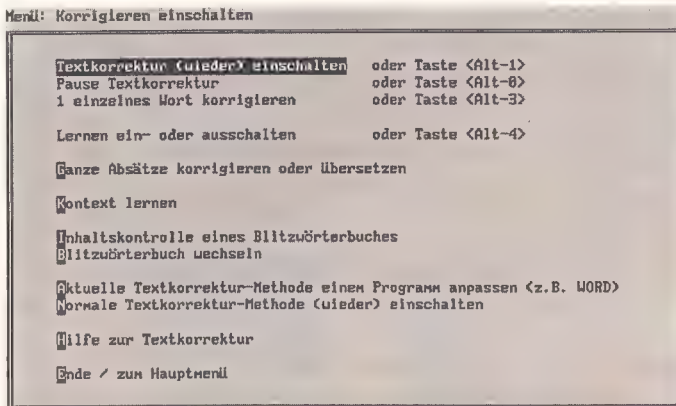 Menü: Korrigieren einschalten
Textkorrektur (wieder) einschalten oder Taste <Alt-1>
Pause Textkorrektur oder Taste <Alt-0>
1 einzelnes Wort korrigieren oder Taste <Alt-3>
Lernen ein- oder ausschalten oder Taste <Alt-4>
Ganze Absätze korrigieren oder übersetzen
Kontext lernen
Inhaltskontrolle eines Blitzwörterbuches
Blitzwörterbuch wechseln
Aktuelle Textkorrektur-Methode einem Programm anpassen (z.B. WORD)
Normale Textkorrektur-Methode (wieder) einschalten
Hilfe zur Textkorrektur
Ende / zum Hauptmenü